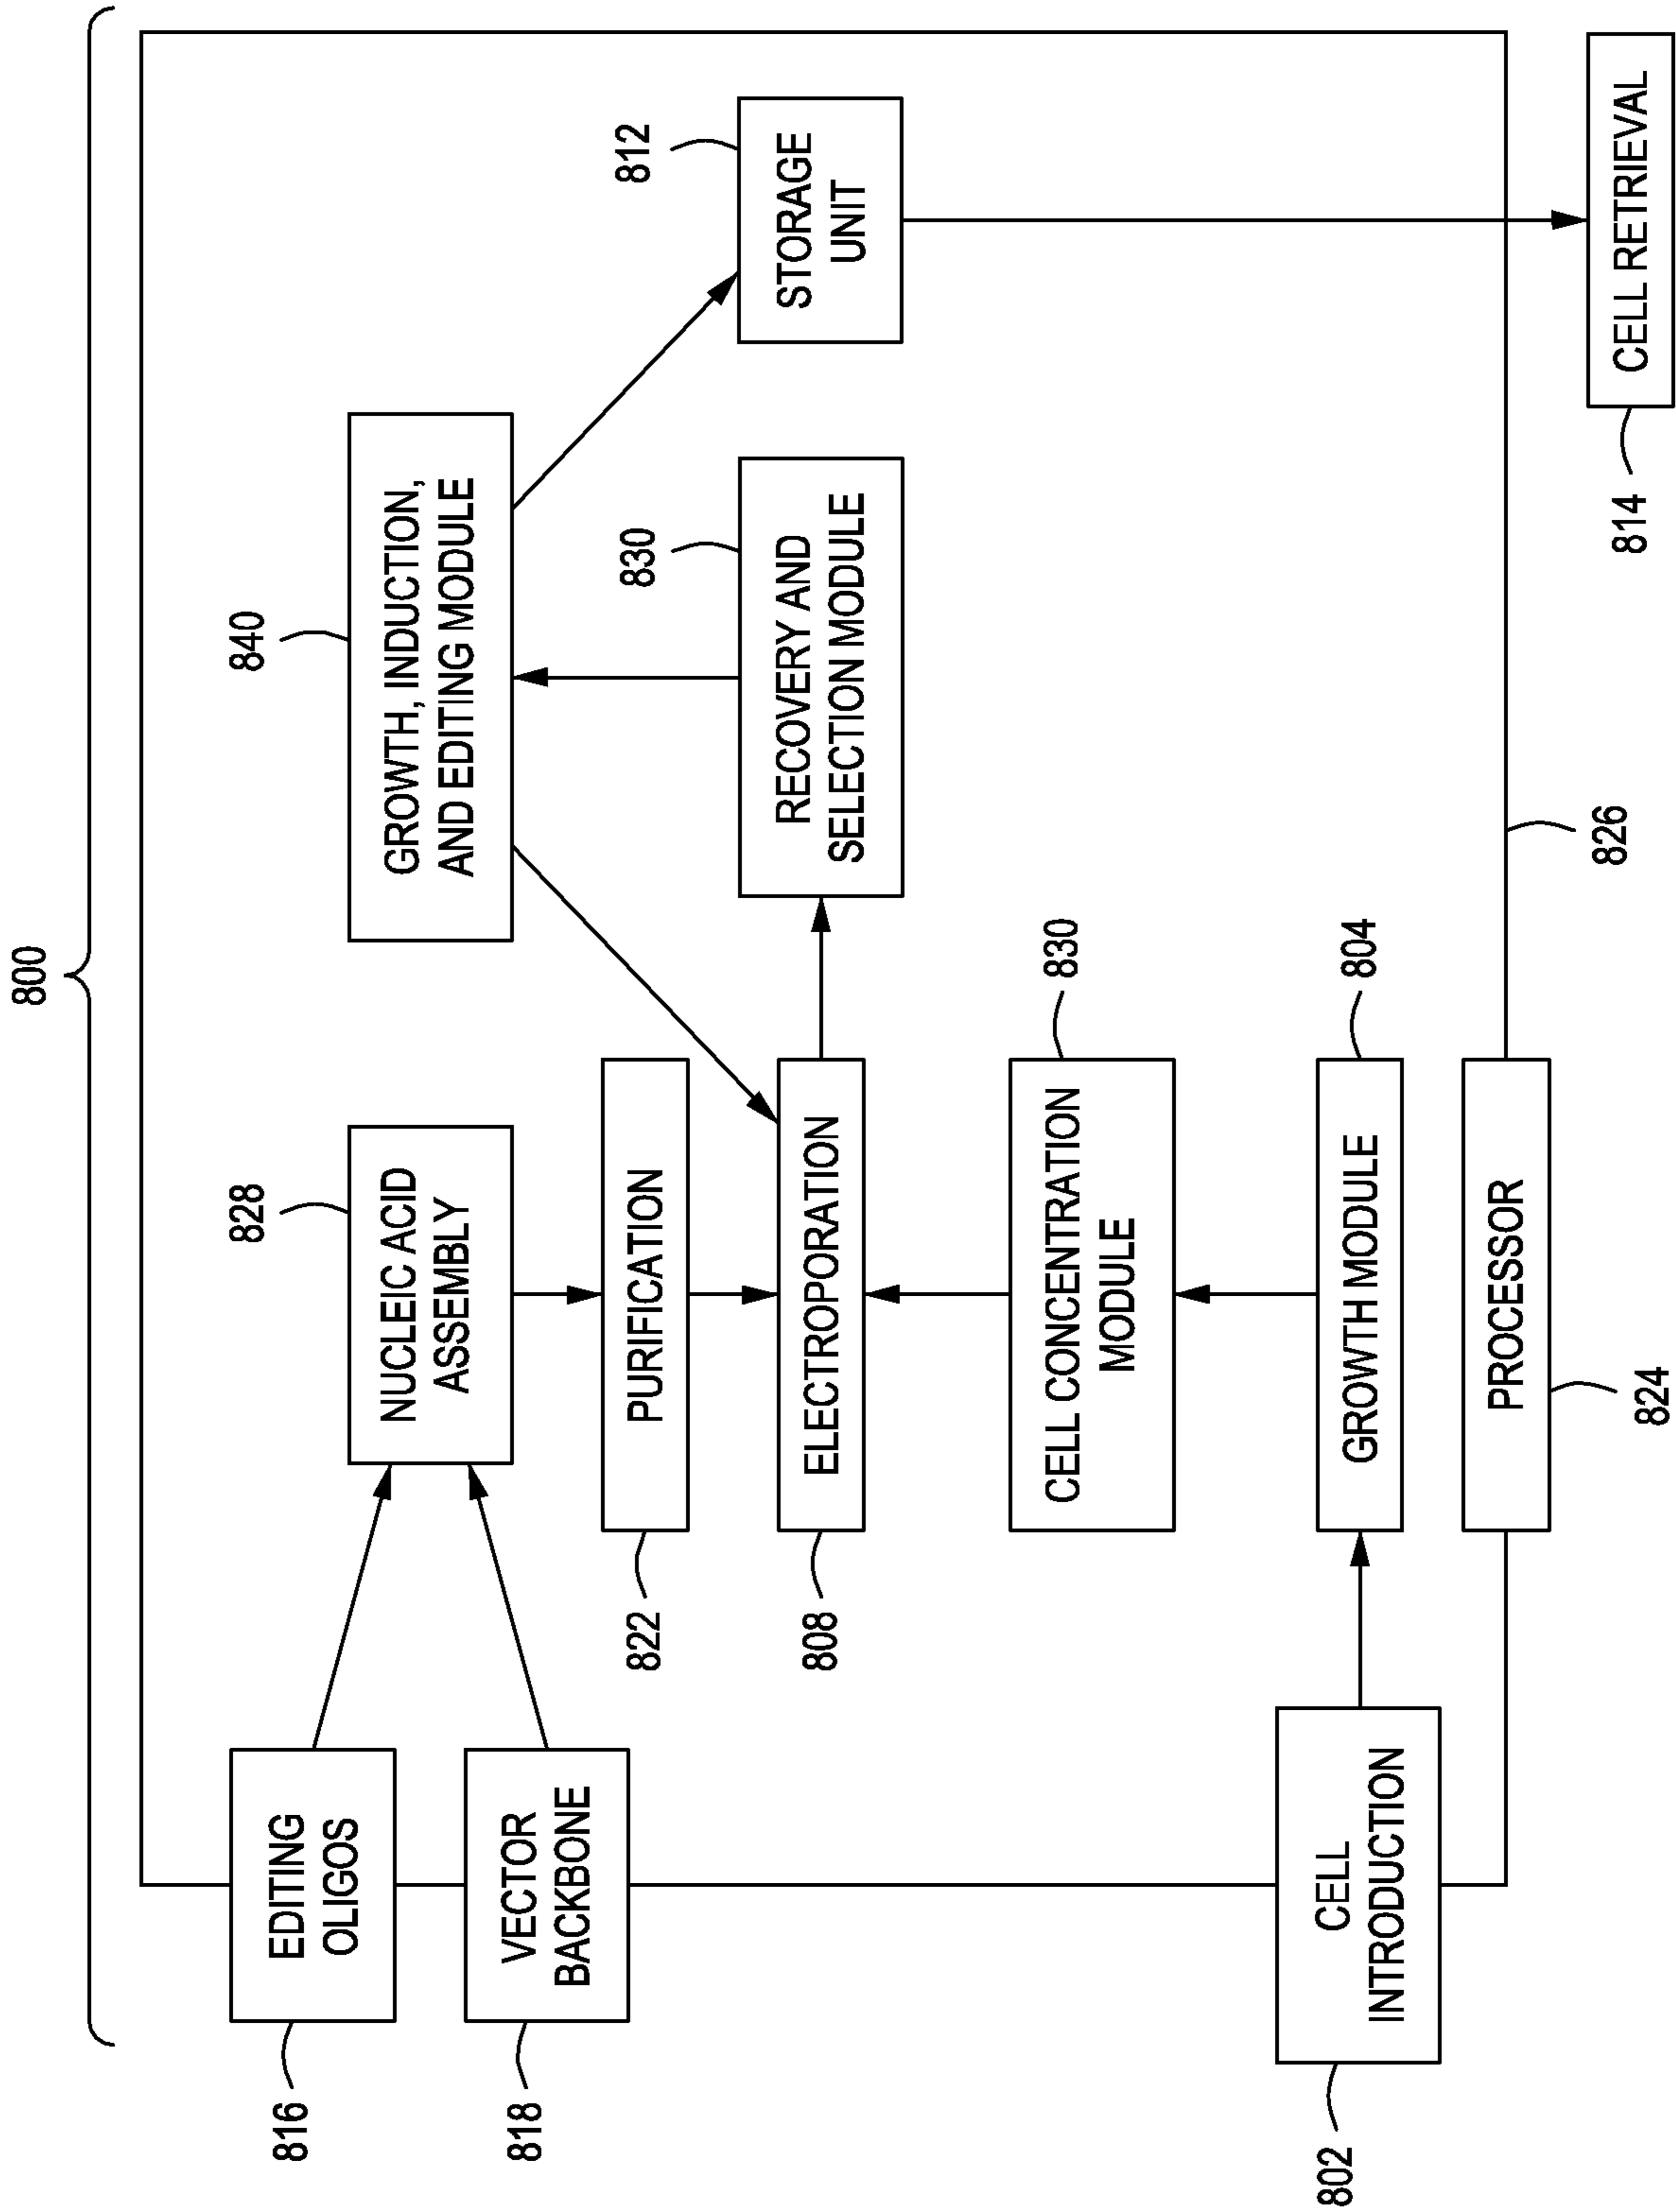 800
816
EDITING
OLIGOS
818
VECTOR
BACKBONE
828
NUCLEIC ACID
ASSEMBLY
840
GROWTH, INDUCTION,
AND EDITING MODULE
822
PURIFICATION
808
ELECTROPORATION
830
RECOVERY AND
SELECTION MODULE
812
STORAGE
UNIT
830
CELL CONCENTRATION
MODULE
802
CELL
INTRODUCTION
804
GROWTH MODULE
824
PROCESSOR
826
814
CELL RETRIEVAL